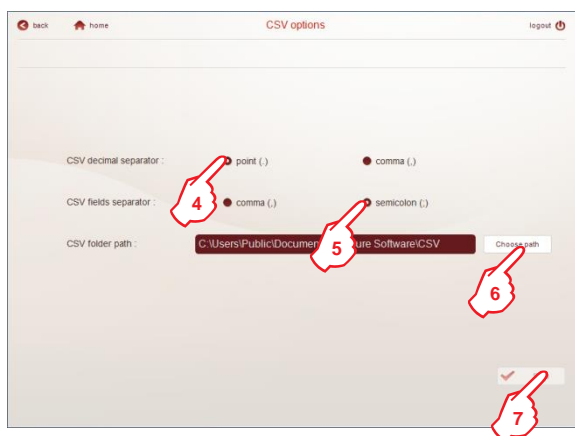 back home CSV options logout
CSV decimal separator : point (.) comma (,)
4
CSV fields separator : comma (,) semicolon (;)
5
CSV folder path : C:\Users\Public\Documen ure Software\CSV Choose path
6
7